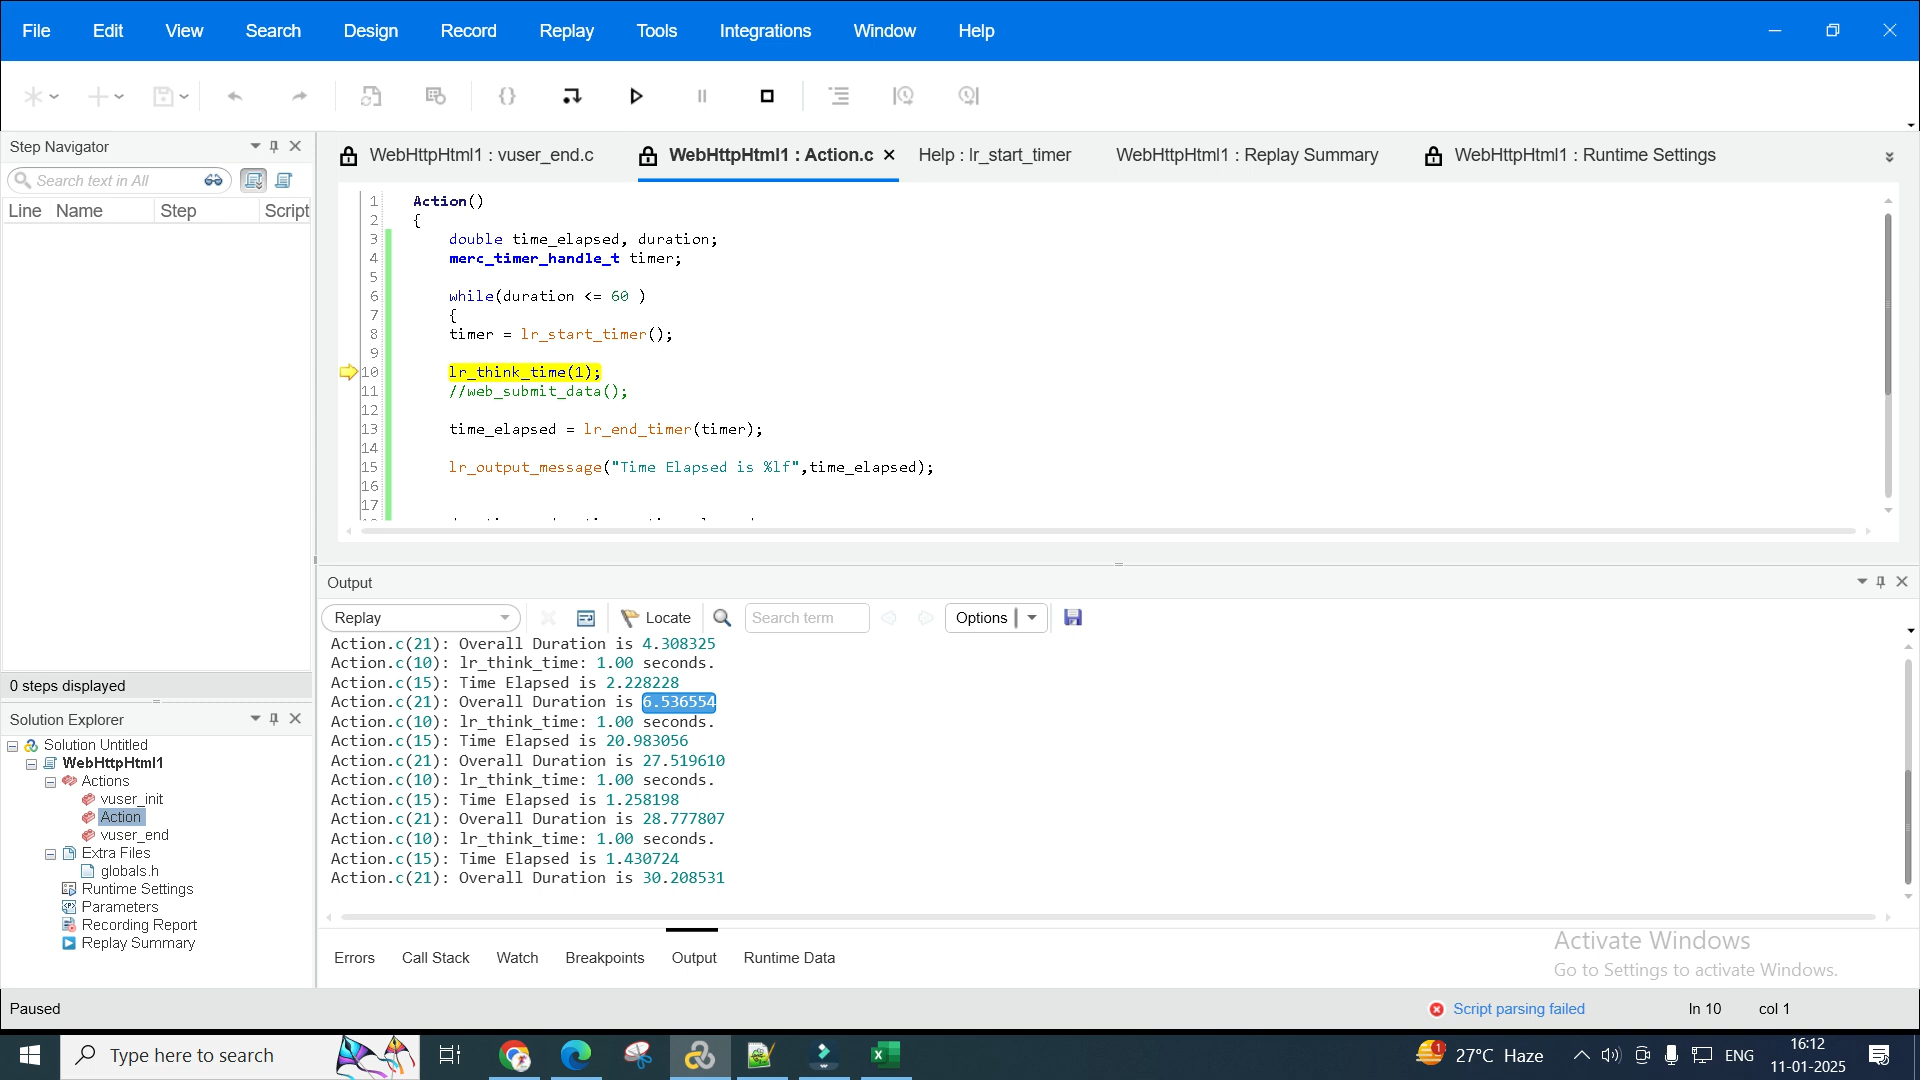 File Edit View Search Design Record Replay Tools Integrations Window Help
Step Navigator
Search text in All
Line Name Step Script
0 steps displayed
Solution Explorer
Solution Untitled
WebHttpHtml1
Actions
vuser_init
Action
vuser_end
Extra Files
globals.h
Runtime Settings
Parameters
Recording Report
Replay Summary
WebHttpHtml1 : vuser_end.c WebHttpHtml1 : Action.c Help : lr_start_timer WebHttpHtml1 : Replay Summary WebHttpHtml1 : Runtime Settings
1 Action()
2 {
3 double time_elapsed, duration;
4 merc_timer_handle_t timer;
5
6 while(duration <= 60 )
7 {
8 timer = lr_start_timer();
9
10 lr_think_time(1);
11 //web_submit_data();
12
13 time_elapsed = lr_end_timer(timer);
14
15 lr_output_message("Time Elapsed is %lf",time_elapsed);
16
17
Output
Replay Locate Search term Options
Action.c(21): Overall Duration is 4.308325
Action.c(10): lr_think_time: 1.00 seconds.
Action.c(15): Time Elapsed is 2.228228
Action.c(21): Overall Duration is 6.536554
Action.c(10): lr_think_time: 1.00 seconds.
Action.c(15): Time Elapsed is 20.983056
Action.c(21): Overall Duration is 27.519610
Action.c(10): lr_think_time: 1.00 seconds.
Action.c(15): Time Elapsed is 1.258198
Action.c(21): Overall Duration is 28.777807
Action.c(10): lr_think_time: 1.00 seconds.
Action.c(15): Time Elapsed is 1.430724
Action.c(21): Overall Duration is 30.208531
Errors Call Stack Watch Breakpoints Output Runtime Data
Activate Windows
Go to Settings to activate Windows.
Paused Script parsing failed ln 10 col 1
Type here to search 1 27°C Haze ENG 16:12
11-01-2025